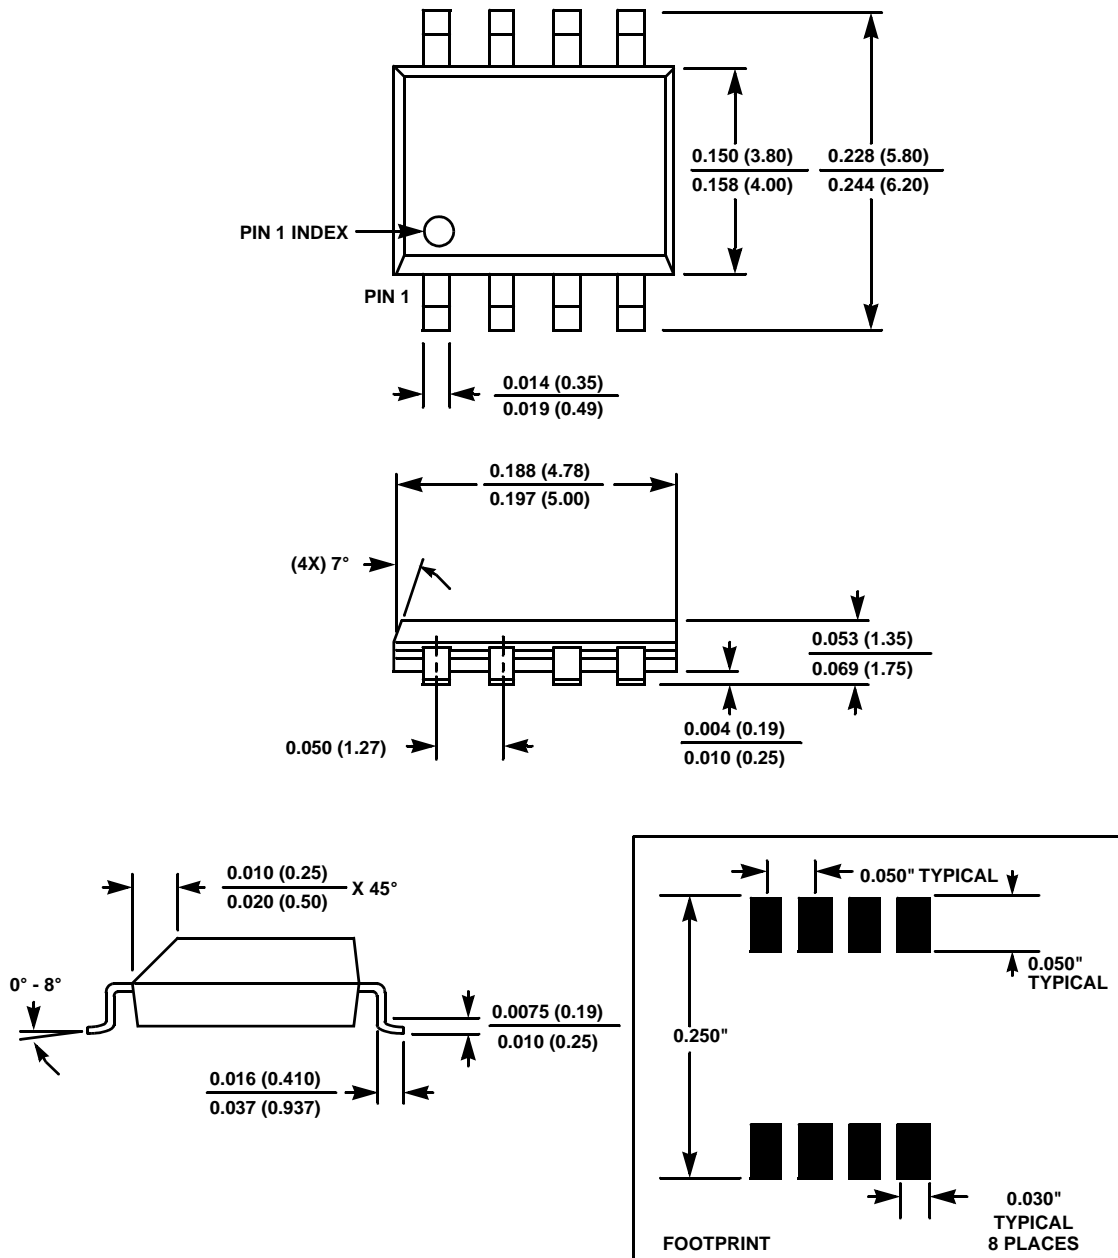 0.150 (3.80)
0.158 (4.00)
0.228 (5.80)
0.244 (6.20)
PIN 1 INDEX
PIN 1
0.014 (0.35)
0.019 (0.49)
0.188 (4.78)
0.197 (5.00)
(4X) 7°
0.053 (1.35)
0.069 (1.75)
0.050 (1.27)
0.004 (0.19)
0.010 (0.25)
0.010 (0.25)
0.020 (0.50)
X 45°
0° - 8°
0.0075 (0.19)
0.010 (0.25)
0.016 (0.410)
0.037 (0.937)
0.050" TYPICAL
0.050"
TYPICAL
0.250"
0.030"
TYPICAL
8 PLACES
FOOTPRINT